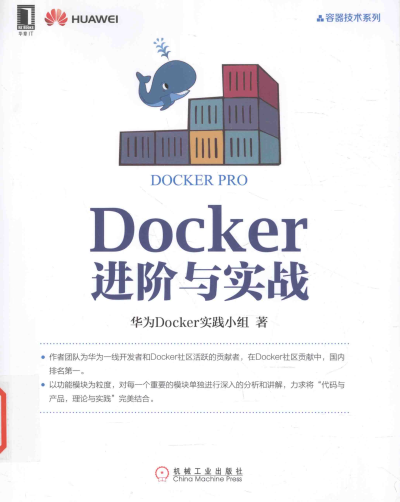 华章IT
HUAWEI
容器技术系列
DOCKER PRO
Docker
进阶与实战
华为Docker实践小组 著
作者团队为华为一线开发者和Docker社区活跃的贡献者，在Docker社区贡献中，国内
排名第一。
以功能模块为粒度，对每一个重要的模块单独进行深入的分析和讲解，力求将“代码与
产品，理论与实践”完美结合。
机械工业出版社
China Machine Press